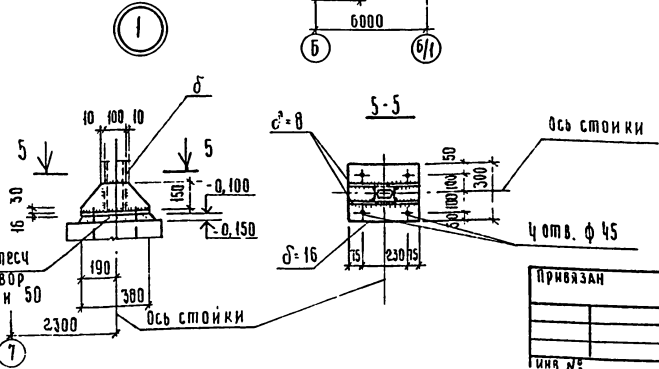 1
6000
Б
Б/1
δ
10 100 10
5
5
30
16
150
-0,100
-0,150
190
380
2300
7
Ось стойки
н 50
5-5
δ=8
50
100
100
50
300
Ось стойки
4 отв. ф 45
δ=16
75
230
75
Привязан
Инв №